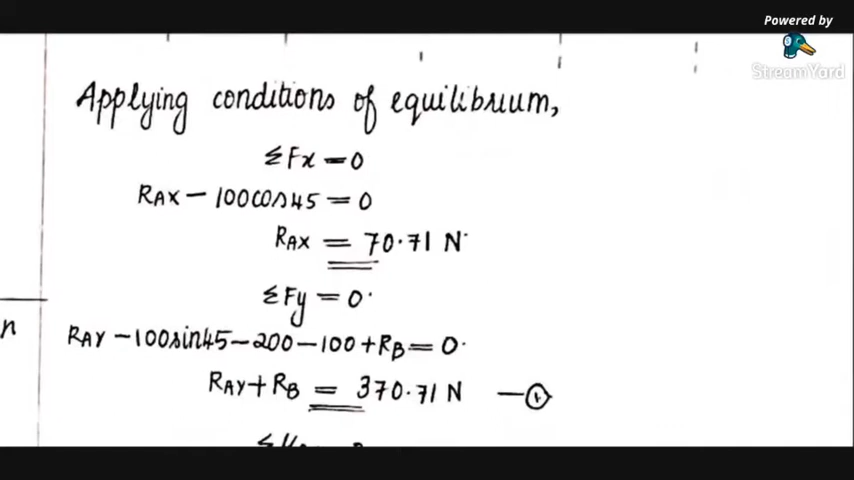 Powered by
StreamYard
Applying conditions of equilibrium,
ΣFx = 0
RAX - 100cos45 = 0
RAX = 70.71 N
ΣFy = 0
n
RAY - 100sin45 - 200 - 100 + RB = 0
RAY + RB = 370.71 N — ①